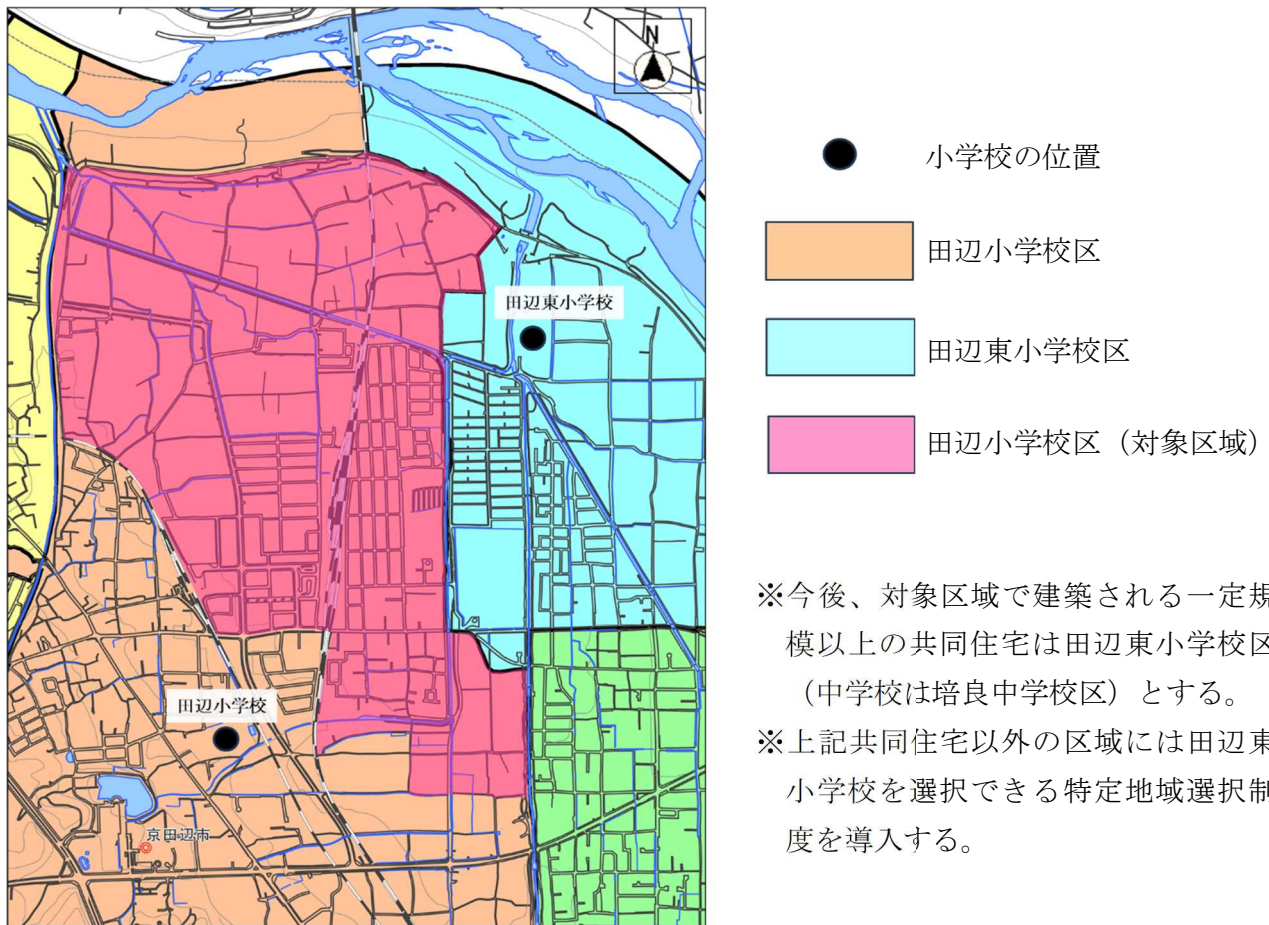 N
小学校の位置
田辺小学校区
田辺東小学校
田辺東小学校区
田辺小学校区（対象区域）
※今後、対象区域で建築される一定規
模以上の共同住宅は田辺東小学校区
（中学校は培良中学校区）とする。
※上記共同住宅以外の区域には田辺東
小学校を選択できる特定地域選択制
度を導入する。
田辺小学校
京田辺市